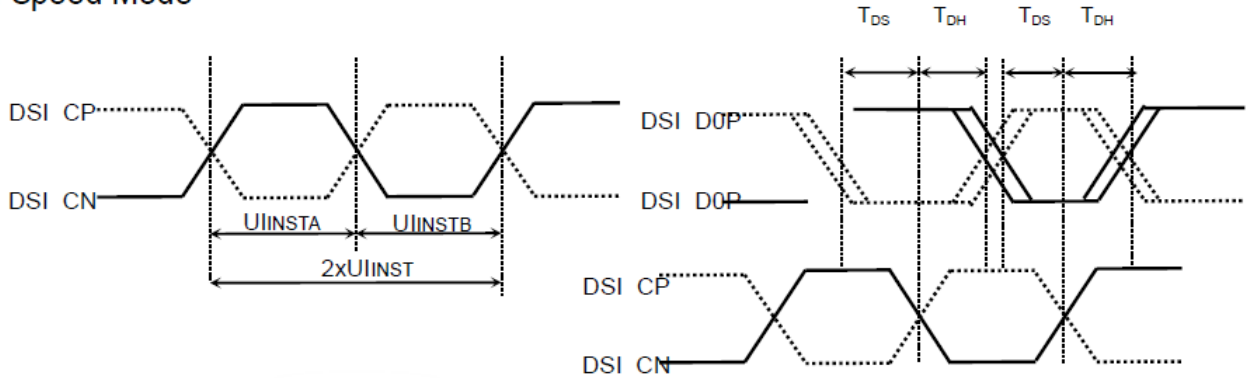 Speed Mode
DSI CP
DSI CN
UIINSTA UIINSTB
2xUIINST
TDS TDH TDS TDH
DSI D0P
DSI D0P
DSI CP
DSI CN